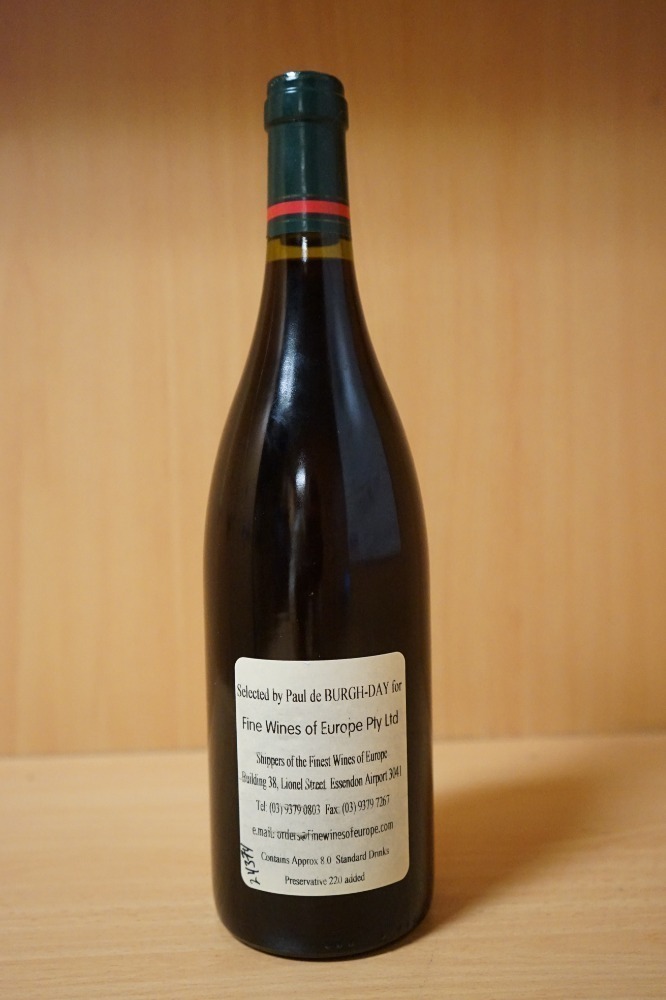 Selected by Paul de BURGH-DAY for
Fine Wines of Europe Pty Ltd
Shippers of the Finest Wines of Europe
Building 38, Lionel Street. Essendon Airport 3041
Tel: (03) 9379 0803 Fax: (03) 9379 7267
e.mail: orders@finewinesofeurope.com
Contains Approx 8.0 Standard Drinks
Preservative 220 added
24374